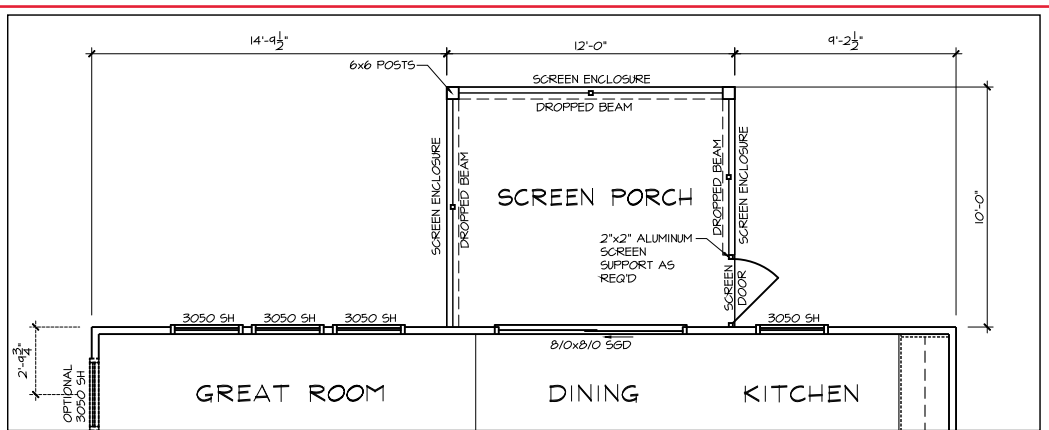 14'-9½"
12'-0"
9'-2½"
6x6 POSTS
SCREEN ENCLOSURE
DROPPED BEAM
SCREEN ENCLOSURE
DROPPED BEAM
DROPPED BEAM
SCREEN ENCLOSURE
SCREEN PORCH
10'-0"
2"x2" ALUMINUM
SCREEN
SUPPORT AS
REQ'D
SCREEN
DOOR
3050 SH
3050 SH
3050 SH
3050 SH
8/0x8/0 SGD
2'-9¾"
OPTIONAL
3050 SH
GREAT ROOM
DINING
KITCHEN